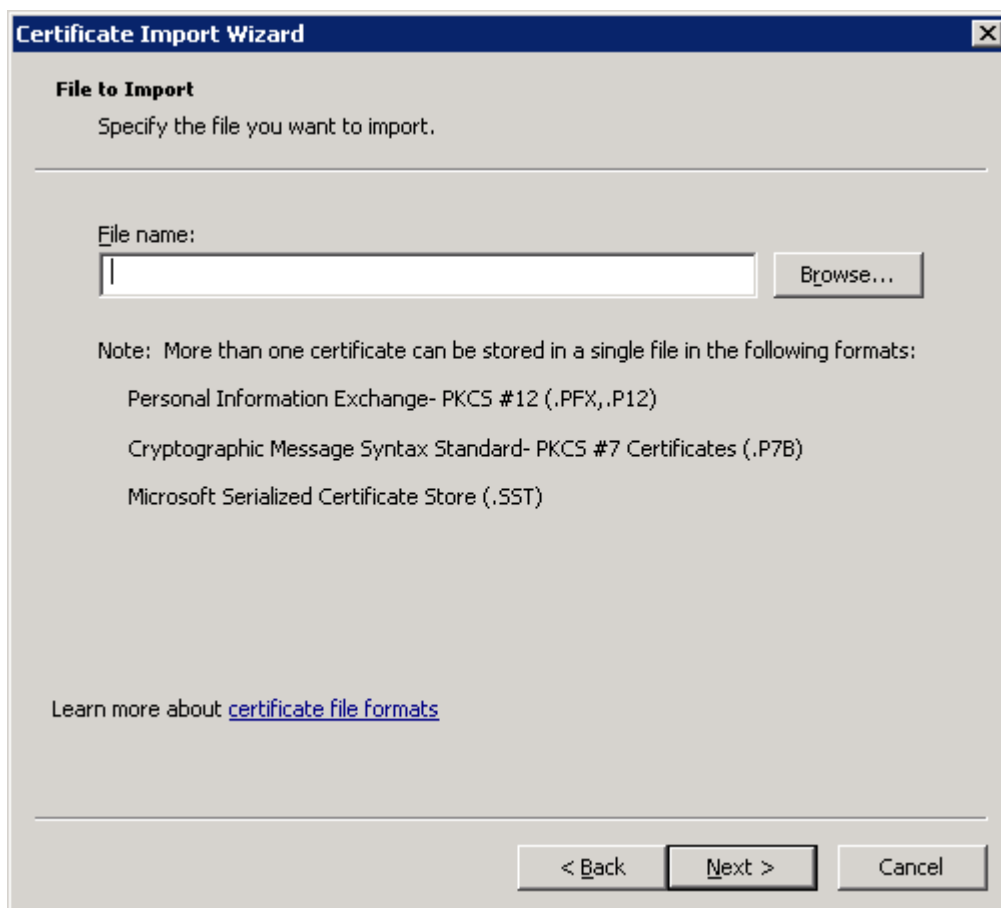 Certificate Import Wizard
File to Import
Specify the file you want to import.
File name:
Browse...
Note: More than one certificate can be stored in a single file in the following formats:
Personal Information Exchange- PKCS #12 (.PFX,.P12)
Cryptographic Message Syntax Standard- PKCS #7 Certificates (.P7B)
Microsoft Serialized Certificate Store (.SST)
Learn more about certificate file formats
< Back Next > Cancel